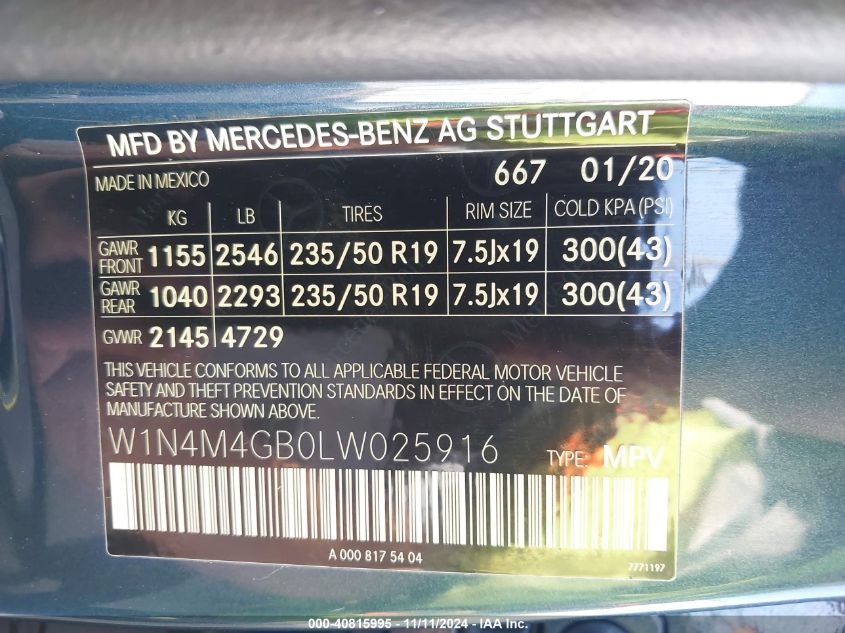 MFD BY MERCEDES-BENZ AG STUTTGART
MADE IN MEXICO 667 01/20
KG LB TIRES RIM SIZE COLD KPA(PSI)
GAWR FRONT 1155 2546 235/50 R19 7.5Jx19 300(43)
GAWR REAR 1040 2293 235/50 R19 7.5Jx19 300(43)
GVWR 2145 4729
THIS VEHICLE CONFORMS TO ALL APPLICABLE FEDERAL MOTOR VEHICLE
SAFETY AND THEFT PREVENTION STANDARDS IN EFFECT ON THE DATE OF
MANUFACTURE SHOWN ABOVE.
W1N4M4GB0LW025916 TYPE: MPV
A 000 817 54 04
7771197
000-40815995 - 11/11/2024 - IAA Inc.